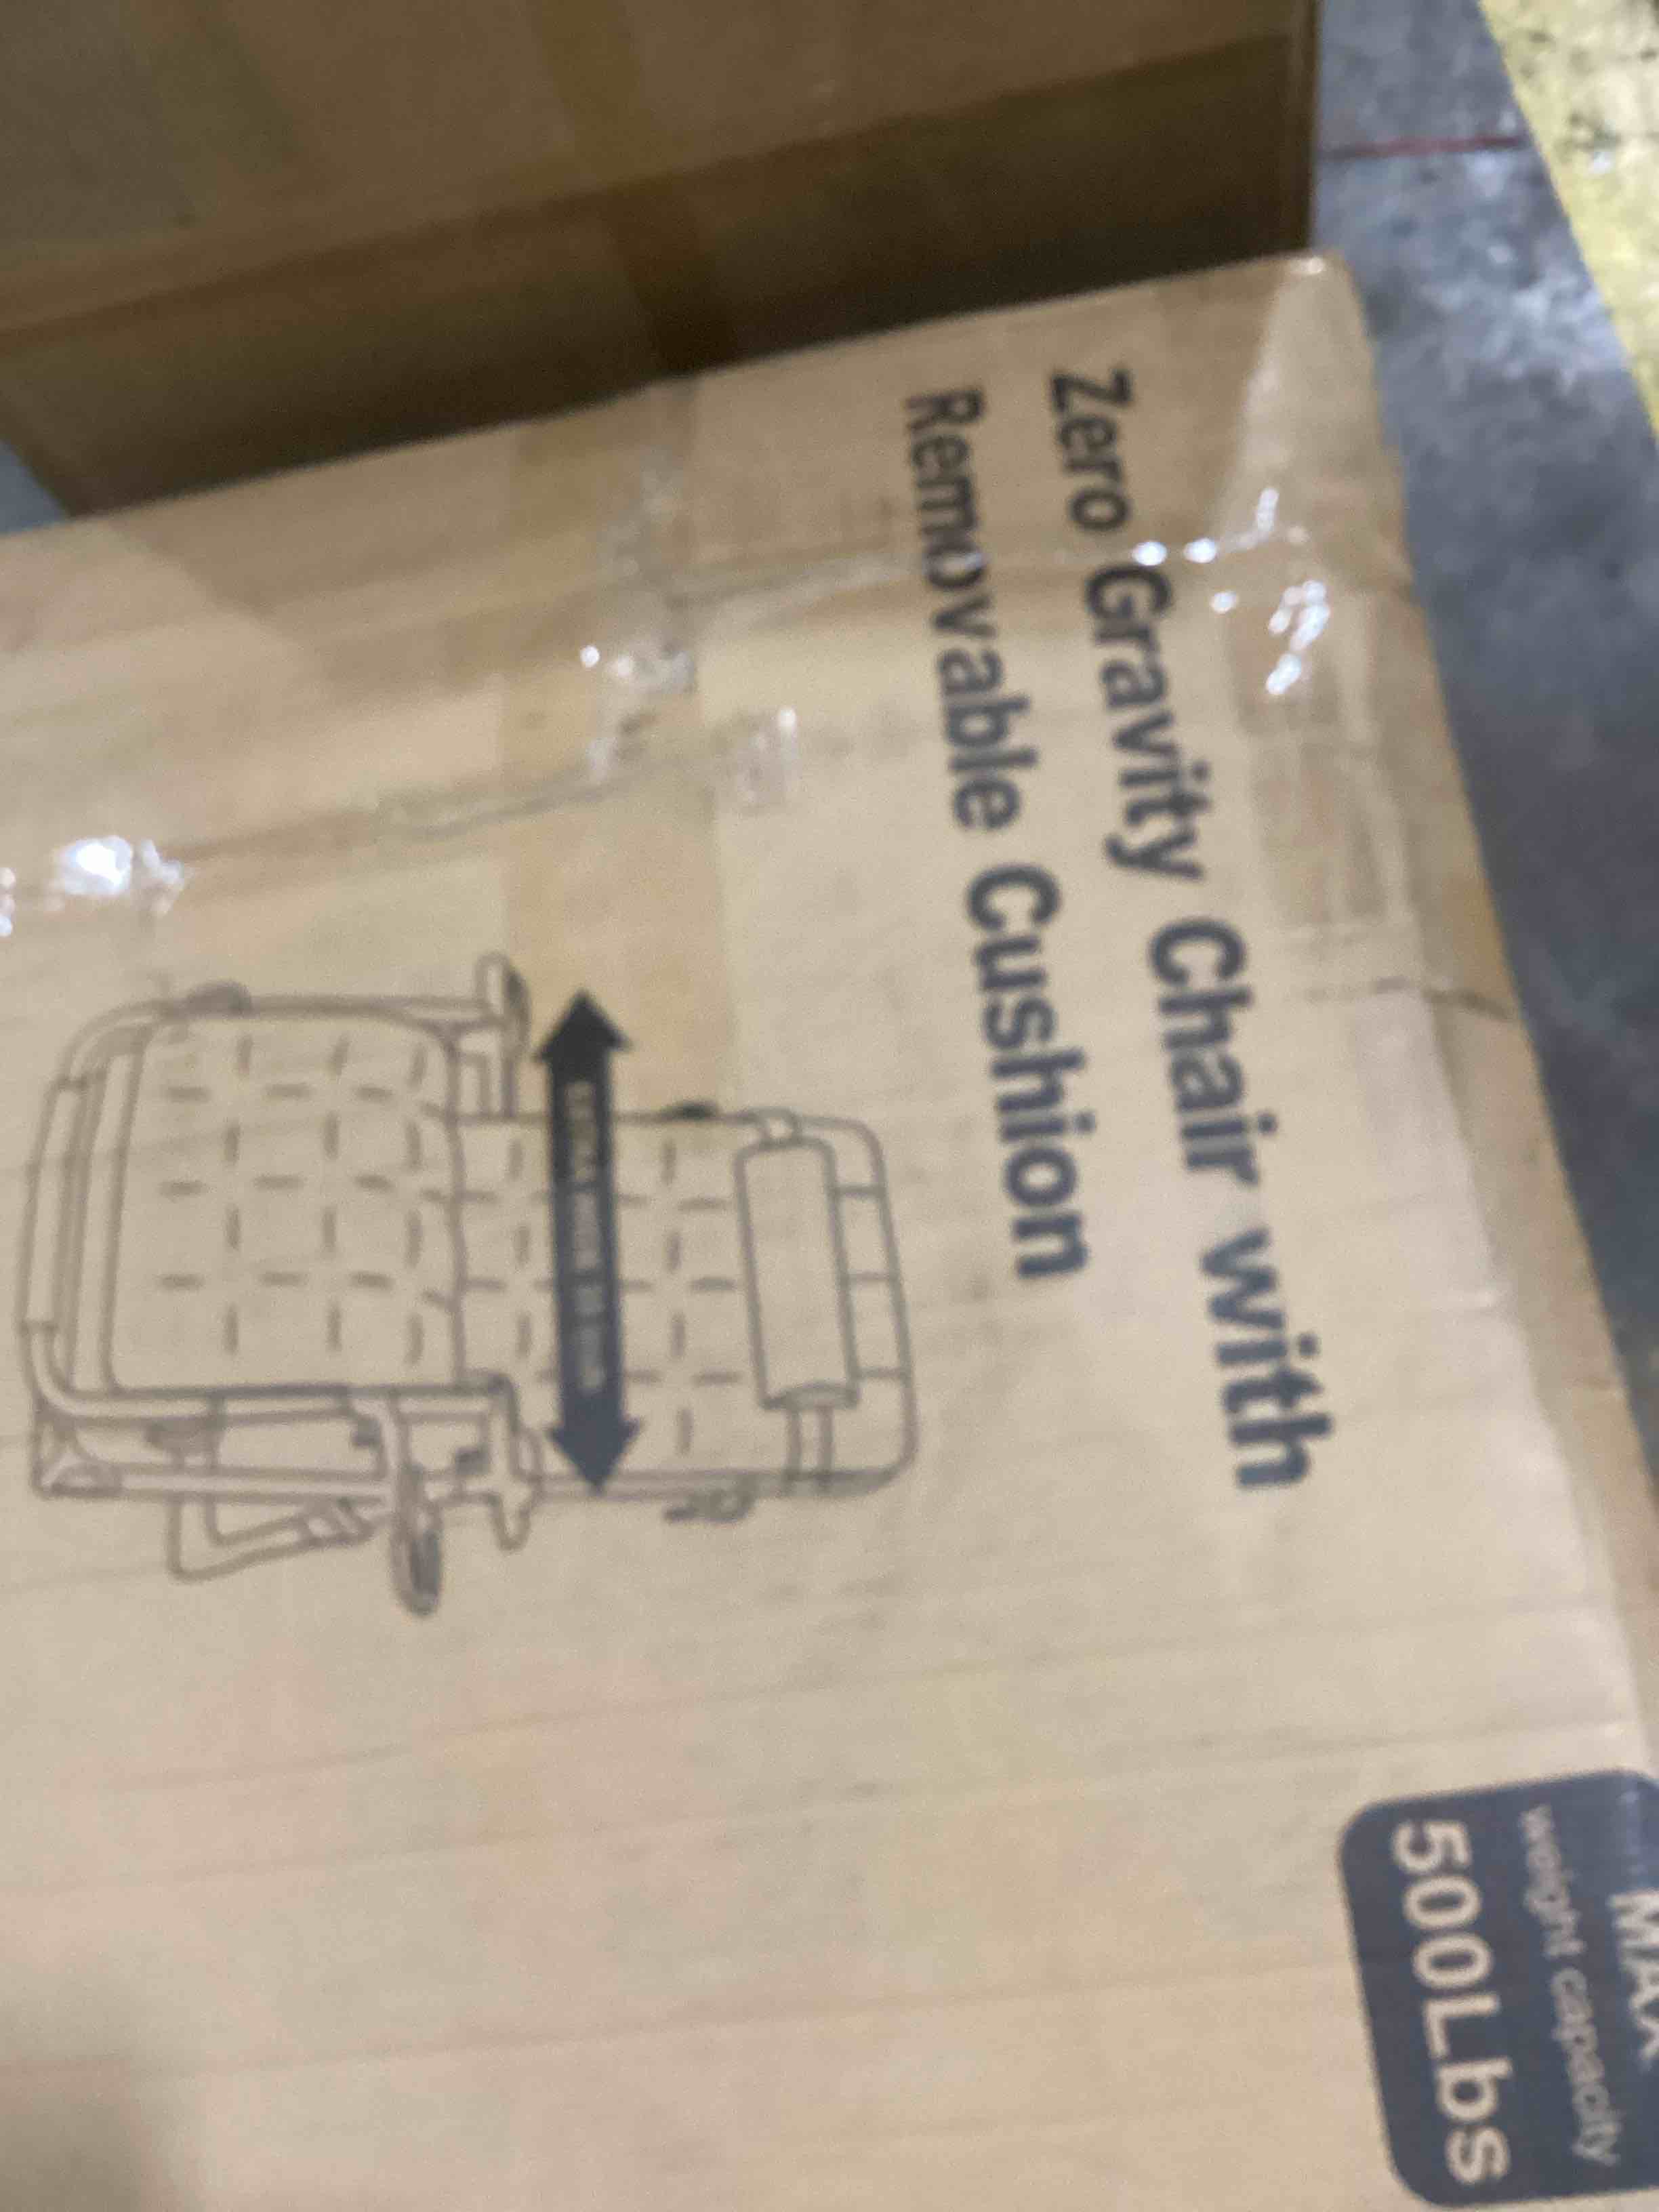 Zero Gravity Chair with
Removable Cushion
MAX
weight capacity
500Lbs